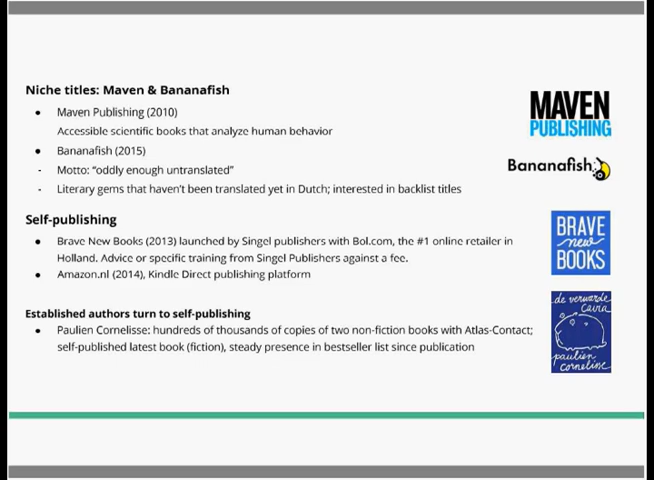 Niche titles: Maven & Bananafish
● Maven Publishing (2010)
Accessible scientific books that analyze human behavior
● Bananafish (2015)
- Motto: “oddly enough untranslated”
- Literary gems that haven’t been translated yet in Dutch; interested in backlist titles
MAVEN
PUBLISHING
Bananafish
Self-publishing
● Brave New Books (2013) launched by Singel publishers with Bol.com, the #1 online retailer in
Holland. Advice or specific training from Singel Publishers against a fee.
● Amazon.nl (2014), Kindle Direct publishing platform
BRAVE
new
BOOKS
Established authors turn to self-publishing
● Paulien Cornelisse: hundreds of thousands of copies of two non-fiction books with Atlas-Contact;
self-published latest book (fiction), steady presence in bestseller list since publication
de verwarde
cavia
paulien
cornelisse